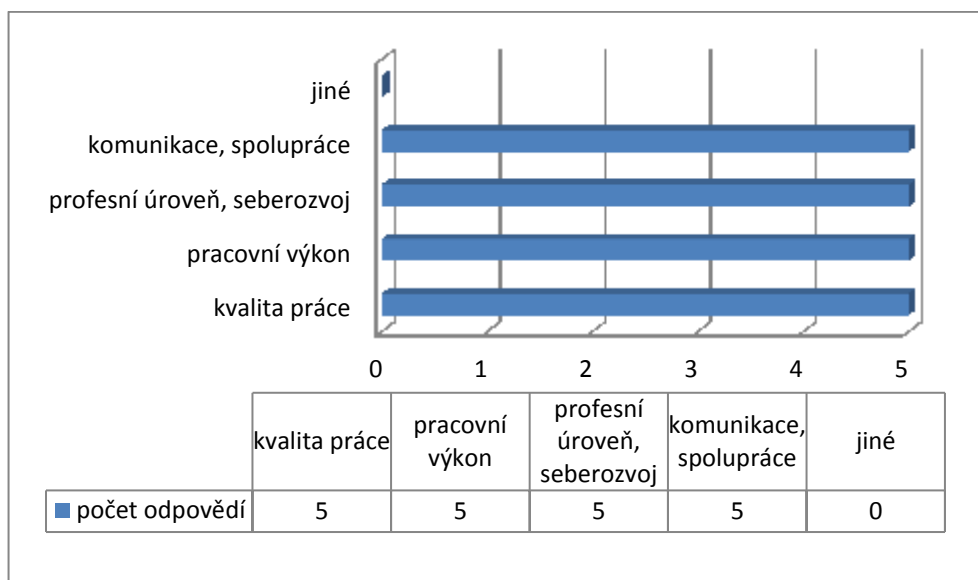 jiné
komunikace, spolupráce
profesní úroveň, seberozvoj
pracovní výkon
kvalita práce
0 1 2 3 4 5
kvalita práce
pracovní
výkon
profesní
úroveň,
seberozvoj
komunikace,
spolupráce
jiné
počet odpovědí 5 5 5 5 0